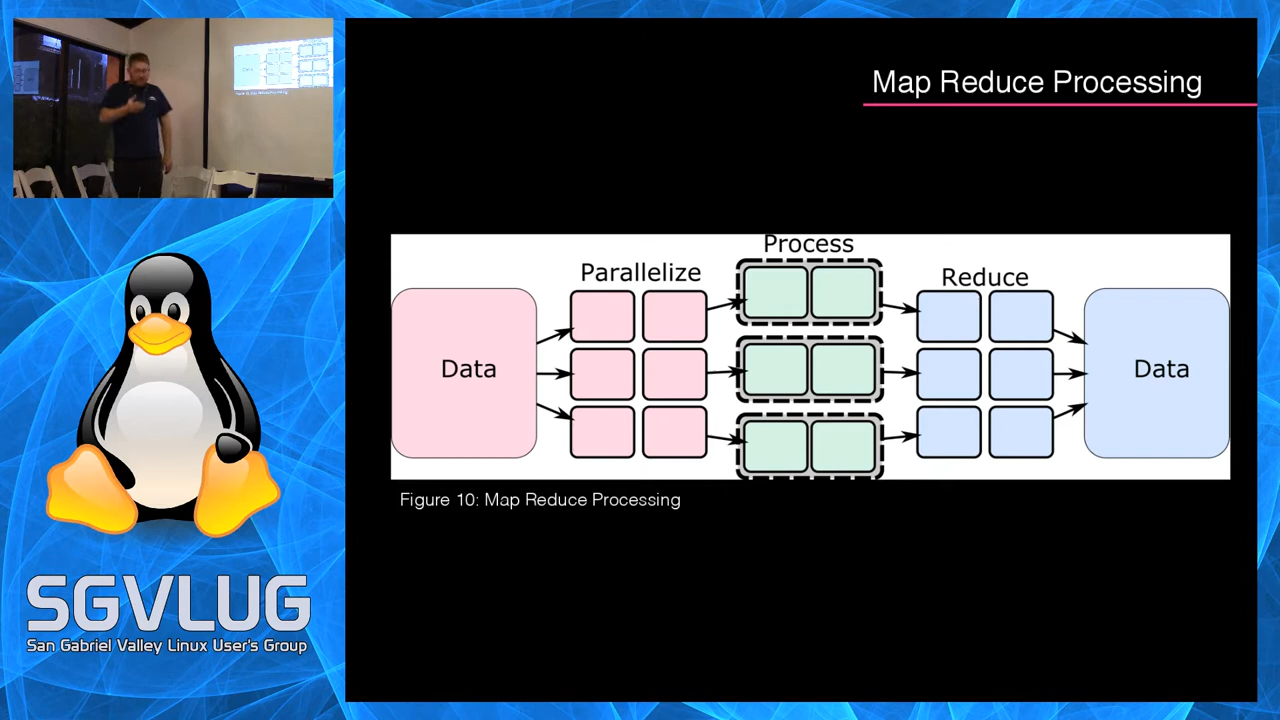 Map Reduce Processing
Process
Parallelize
Reduce
Data
Data
Figure 10: Map Reduce Processing
SGVLUG
San Gabriel Valley Linux User's Group